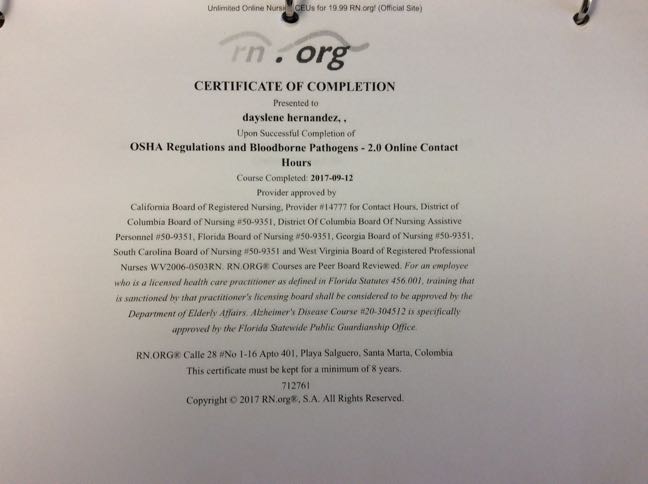 Unlimited Online Nursing CEUs for 19.99 RN.org! (Official Site)
rn.org
CERTIFICATE OF COMPLETION
Presented to
dayslene hernandez, ,
Upon Successful Completion of
OSHA Regulations and Bloodborne Pathogens - 2.0 Online Contact
Hours
Course Completed: 2017-09-12
Provider approved by
California Board of Registered Nursing, Provider #14777 for Contact Hours, District of
Columbia Board of Nursing #50-9351, District Of Columbia Board Of Nursing Assistive
Personnel #50-9351, Florida Board of Nursing #50-9351, Georgia Board of Nursing #50-9351,
South Carolina Board of Nursing #50-9351 and West Virginia Board of Registered Professional
Nurses WV2006-0503RN. RN.ORG® Courses are Peer Board Reviewed. For an employee
who is a licensed health care practitioner as defined in Florida Statutes 456.001, training that
is sanctioned by that practitioner's licensing board shall be considered to be approved by the
Department of Elderly Affairs. Alzheimer's Disease Course #20-304512 is specifically
approved by the Florida Statewide Public Guardianship Office.
RN.ORG® Calle 28 #No 1-16 Apto 401, Playa Salguero, Santa Marta, Colombia
This certificate must be kept for a minimum of 8 years.
712761
Copyright © 2017 RN.org®, S.A. All Rights Reserved.